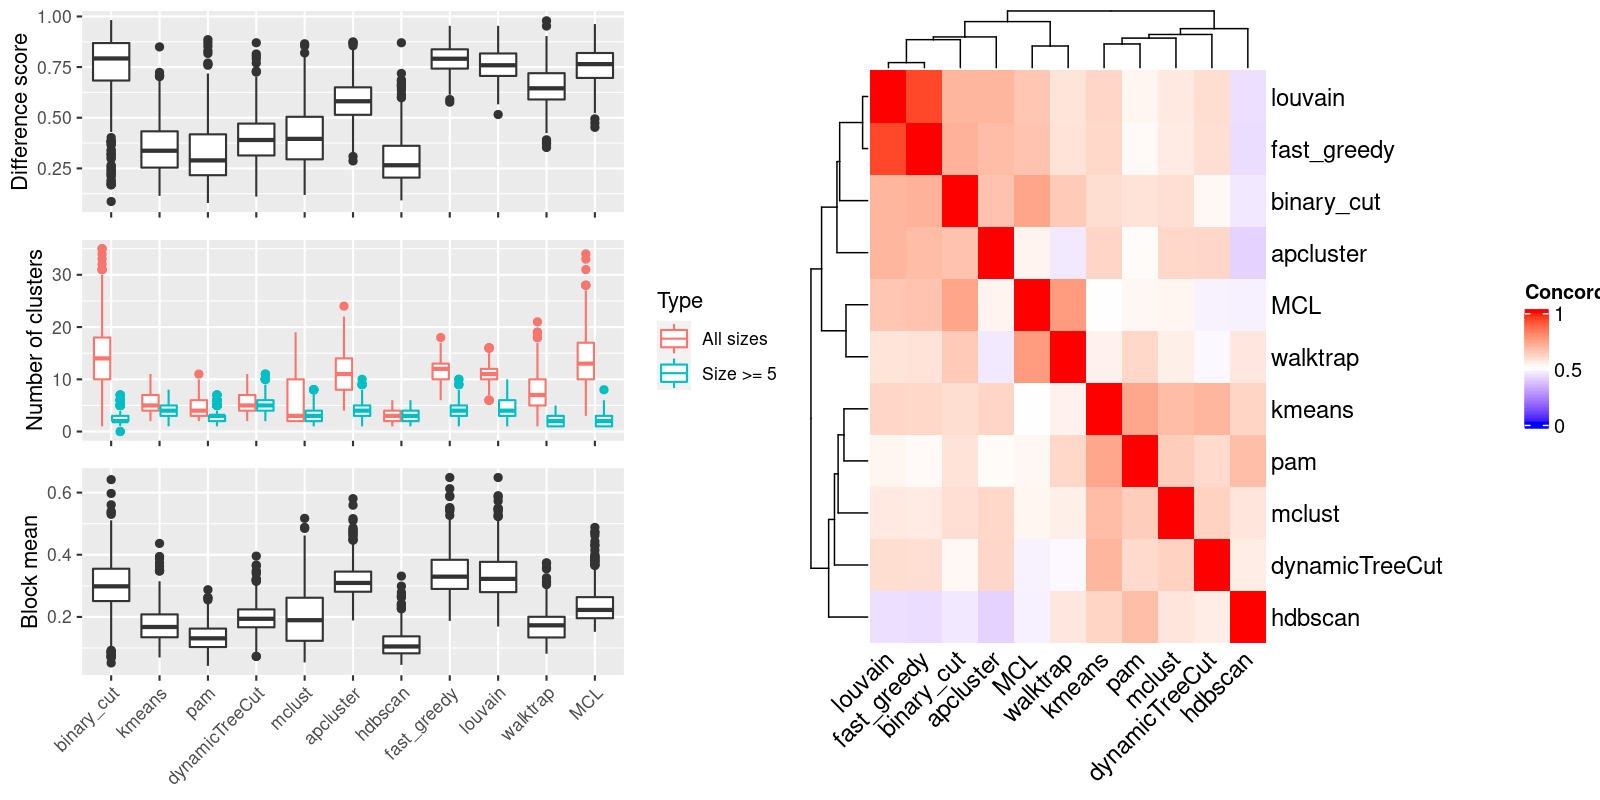 Difference score
1.00
0.75
0.50
0.25
Number of clusters
30
20
10
0
Block mean
0.6
0.4
0.2
binary_cut
kmeans
pam
dynamicTreeCut
mclust
apcluster
hdbscan
fast_greedy
louvain
walktrap
MCL
Type
All sizes
Size >= 5
louvain
fast_greedy
binary_cut
apcluster
MCL
walktrap
kmeans
pam
mclust
dynamicTreeCut
hdbscan
louvain
fast_greedy
binary_cut
apcluster
MCL
walktrap
kmeans
pam
mclust
dynamicTreeCut
hdbscan
Concord
1
0.5
0